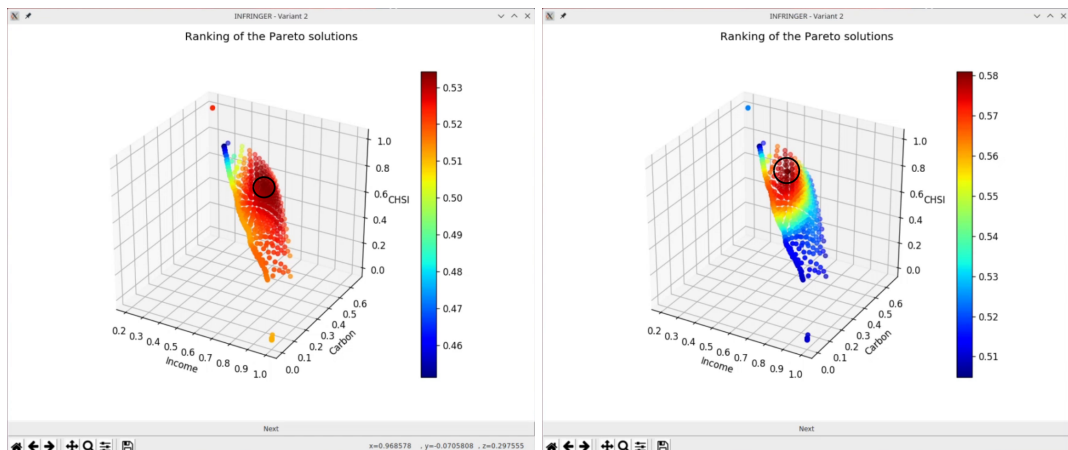 INFRINGER - Variant 2
Ranking of the Pareto solutions
0.53
0.52
0.51
0.50
0.49
0.48
0.47
0.46
1.0
0.8
0.6
0.4
0.2
0.0
CHSI
0.6
0.5
0.4
0.3
0.2
0.1
0.0
Carbon
0.2 0.3 0.4 0.5 0.6 0.7 0.8 0.9 1.0
Income
Next
x=0.968578 , y=-0.0705808 , z=0.297555
INFRINGER - Variant 2
Ranking of the Pareto solutions
0.58
0.57
0.56
0.55
0.54
0.53
0.52
0.51
1.0
0.8
0.6
0.4
0.2
0.0
CHSI
0.6
0.5
0.4
0.3
0.2
0.1
0.0
Carbon
0.2 0.3 0.4 0.5 0.6 0.7 0.8 0.9 1.0
Income
Next